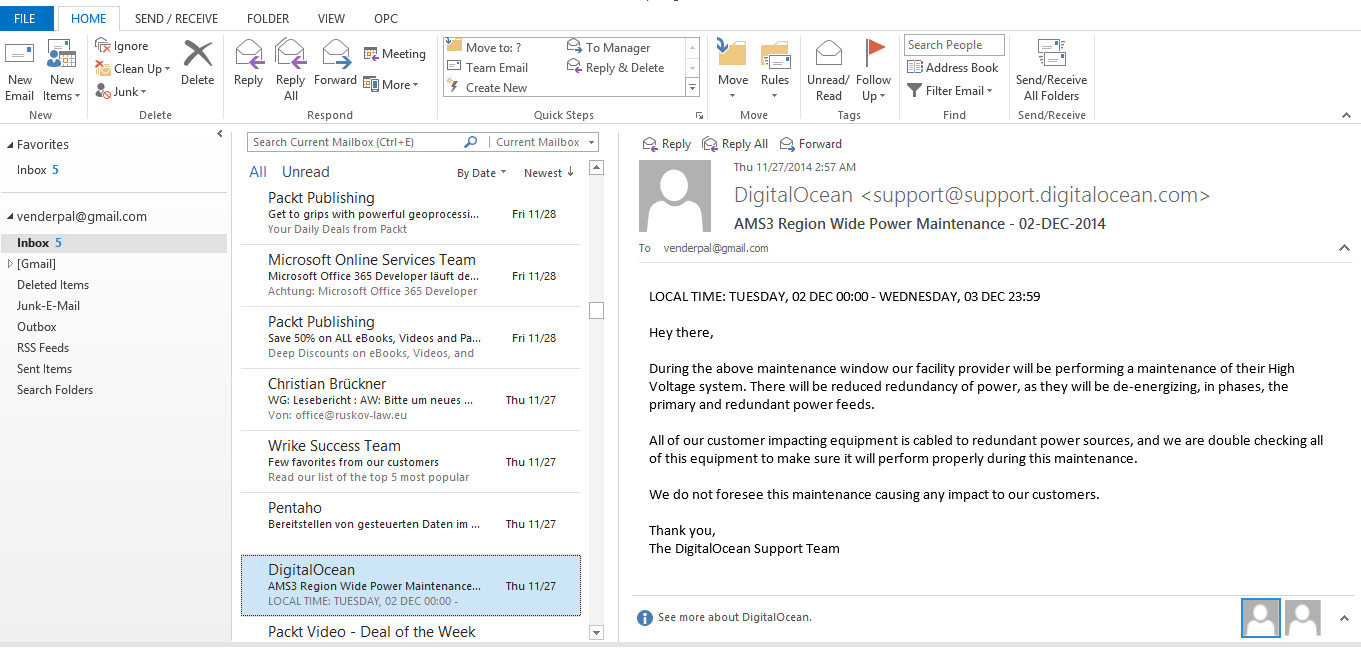 FILE HOME SEND / RECEIVE FOLDER VIEW OPC
New Email
New Items
Ignore
Clean Up
Junk
Delete
Reply
Reply All
Forward
Meeting
More
Move to: ?
Team Email
Create New
To Manager
Reply & Delete
Move
Rules
Unread/ Read
Follow Up
Search People
Address Book
Filter Email
Send/Receive All Folders
New Delete Respond Quick Steps Move Tags Find Send/Receive
Favorites
Inbox 5
venderpal@gmail.com
Inbox 5
[Gmail]
Deleted Items
Junk-E-Mail
Outbox
RSS Feeds
Sent Items
Search Folders
Search Current Mailbox (Ctrl+E) Current Mailbox
All Unread By Date Newest
Packt Publishing
Get to grips with powerful geoprocessi... Fri 11/28
Your Daily Deals from Packt
Microsoft Online Services Team
Microsoft Office 365 Developer läuft de... Fri 11/28
Achtung: Microsoft Office 365 Developer
Packt Publishing
Save 50% on ALL eBooks, Videos and Pa... Fri 11/28
Deep Discounts on eBooks, Videos, and
Christian Brückner
WG: Lesebericht : AW: Bitte um neues ... Thu 11/27
Von: office@ruskov-law.eu
Wrike Success Team
Few favorites from our customers Thu 11/27
Read our list of the top 5 most popular
Pentaho
Bereitstellen von gesteuerten Daten im ... Thu 11/27
DigitalOcean
AMS3 Region Wide Power Maintenance... Thu 11/27
LOCAL TIME: TUESDAY, 02 DEC 00:00 -
Packt Video - Deal of the Week
Reply Reply All Forward
Thu 11/27/2014 2:57 AM
DigitalOcean <support@support.digitalocean.com>
AMS3 Region Wide Power Maintenance - 02-DEC-2014
To venderpal@gmail.com
LOCAL TIME: TUESDAY, 02 DEC 00:00 - WEDNESDAY, 03 DEC 23:59
Hey there,
During the above maintenance window our facility provider will be performing a maintenance of their High
Voltage system. There will be reduced redundancy of power, as they will be de-energizing, in phases, the
primary and redundant power feeds.
All of our customer impacting equipment is cabled to redundant power sources, and we are double checking all
of this equipment to make sure it will perform properly during this maintenance.
We do not foresee this maintenance causing any impact to our customers.
Thank you,
The DigitalOcean Support Team
See more about DigitalOcean.